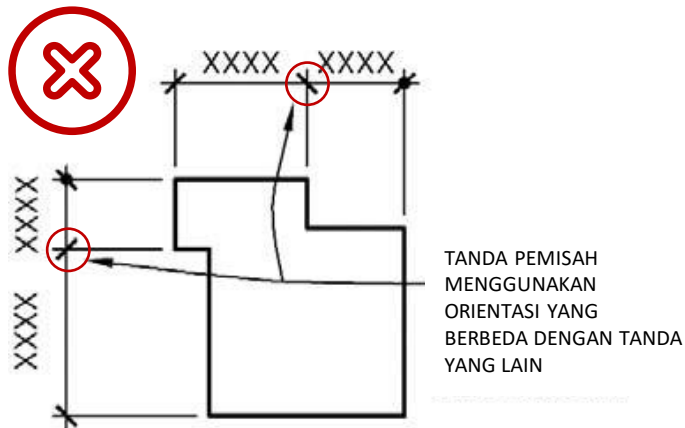 XXXX XXXX
XXXX
XXXX
TANDA PEMISAH
MENGGUNAKAN
ORIENTASI YANG
BERBEDA DENGAN TANDA
YANG LAIN